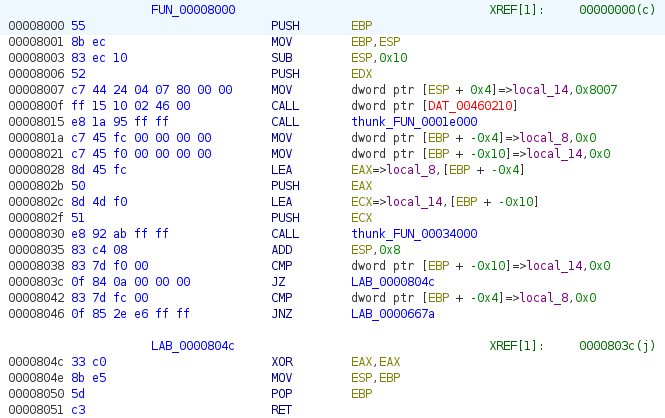 FUN_00008000 XREF[1]: 00000000(c)
00008000 55 PUSH EBP
00008001 8b ec MOV EBP,ESP
00008003 83 ec 10 SUB ESP,0x10
00008006 52 PUSH EDX
00008007 c7 44 24 04 07 80 00 00 MOV dword ptr [ESP + 0x4]=>local_14,0x8007
0000800f ff 15 10 02 46 00 CALL dword ptr [DAT_00460210]
00008015 e8 1a 95 ff ff CALL thunk_FUN_0001e000
0000801a c7 45 fc 00 00 00 00 MOV dword ptr [EBP + -0x4]=>local_8,0x0
00008021 c7 45 f0 00 00 00 00 MOV dword ptr [EBP + -0x10]=>local_14,0x0
00008028 8d 45 fc LEA EAX=>local_8,[EBP + -0x4]
0000802b 50 PUSH EAX
0000802c 8d 4d f0 LEA ECX=>local_14,[EBP + -0x10]
0000802f 51 PUSH ECX
00008030 e8 92 ab ff ff CALL thunk_FUN_00034000
00008035 83 c4 08 ADD ESP,0x8
00008038 83 7d f0 00 CMP dword ptr [EBP + -0x10]=>local_14,0x0
0000803c 0f 84 0a 00 00 00 JZ LAB_0000804c
00008042 83 7d fc 00 CMP dword ptr [EBP + -0x4]=>local_8,0x0
00008046 0f 85 2e e6 ff ff JNZ LAB_0000667a
LAB_0000804c XREF[1]: 0000803c(j)
0000804c 33 c0 XOR EAX,EAX
0000804e 8b e5 MOV ESP,EBP
00008050 5d POP EBP
00008051 c3 RET